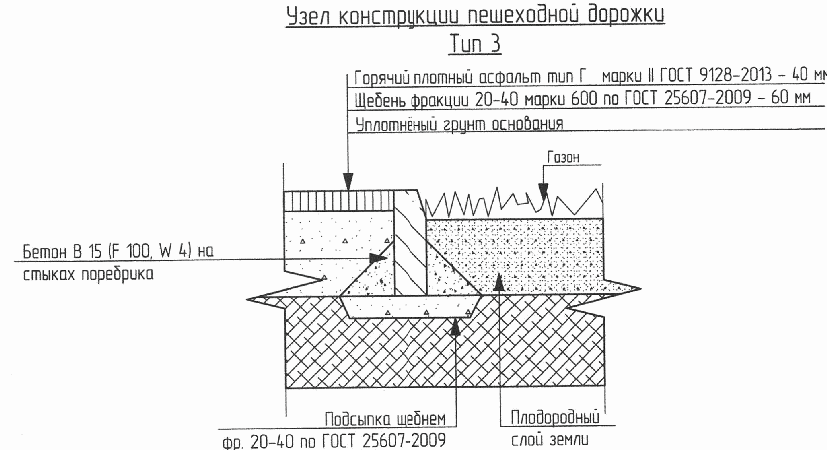 Узел конструкции пешеходной дорожки
Тип 3
Горячий плотный асфальт тип Г марки II ГОСТ 9128-2013 - 40 мм
Щебень фракции 20-40 марки 600 по ГОСТ 25607-2009 - 60 мм
Уплотнёный грунт основания
Газон
Бетон В 15 (F 100, W 4) на
стыках поребрика
Подсыпка щебнем
фр. 20-40 по ГОСТ 25607-2009
Плодородный
слой земли